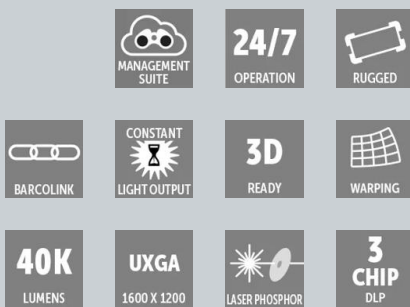 MANAGEMENT
SUITE
24/7
OPERATION
RUGGED
BARCOLINK
CONSTANT
LIGHT OUTPUT
3D
READY
WARPING
40K
LUMENS
UXGA
1600 X 1200
LASER PHOSPHOR
3
CHIP
DLP